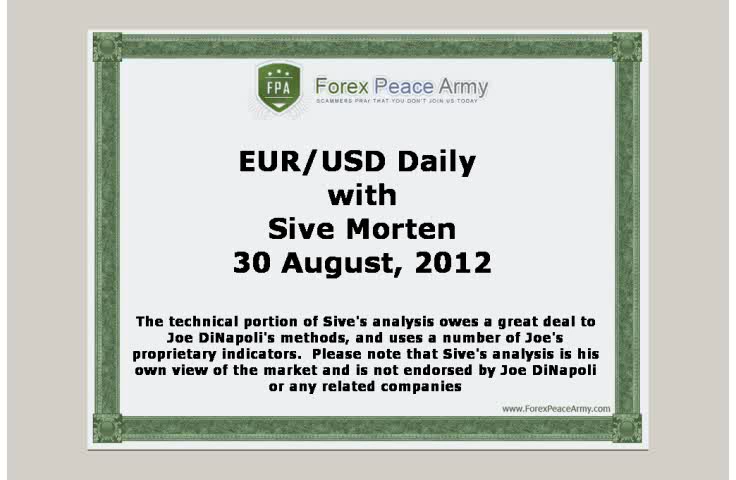 FPA
Forex Peace Army
SCAMMERS PRAY THAT YOU DON'T JOIN US TODAY
EUR/USD Daily
with
Sive Morten
30 August, 2012
The technical portion of Sive's analysis owes a great deal to
Joe DiNapoli's methods, and uses a number of Joe's
proprietary indicators.  Please note that Sive's analysis is his
own view of the market and is not endorsed by Joe DiNapoli
or any related companies
www.ForexPeaceArmy.com